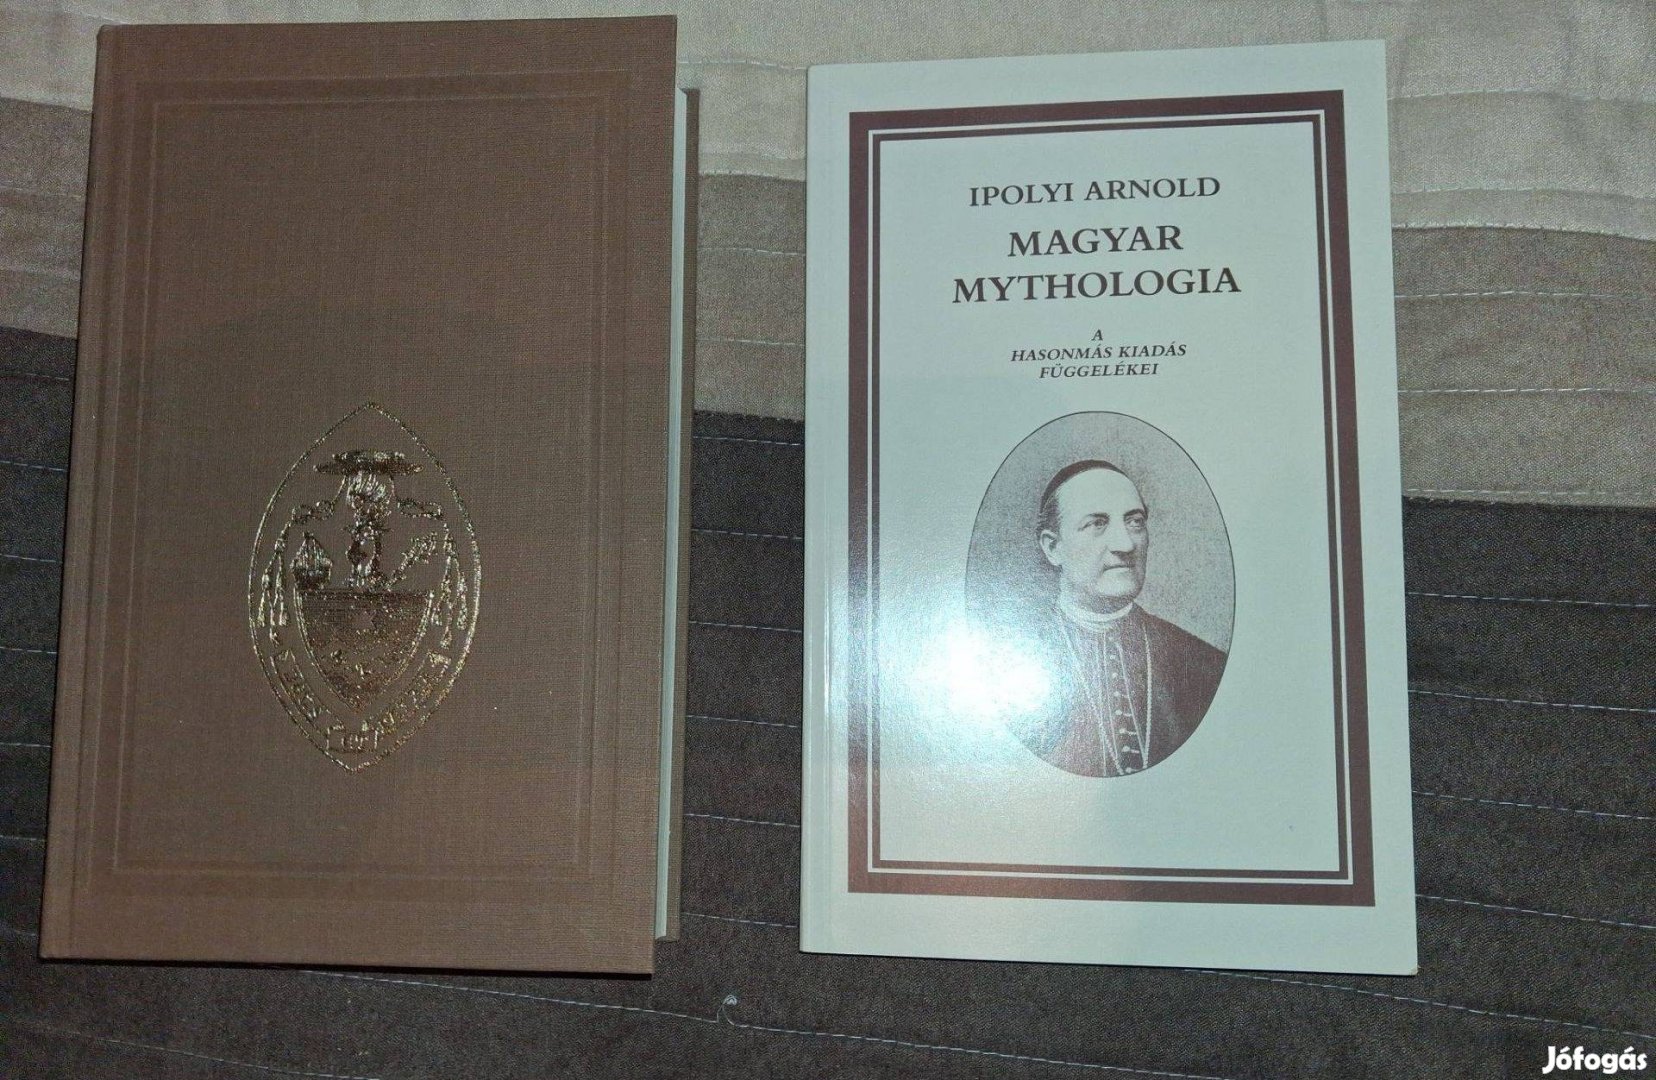 IPOLYI ARNOLD
MAGYAR
MYTHOLOGIA
A
HASONMÁS KIADÁS
FÜGGELÉKEI
Jófogás